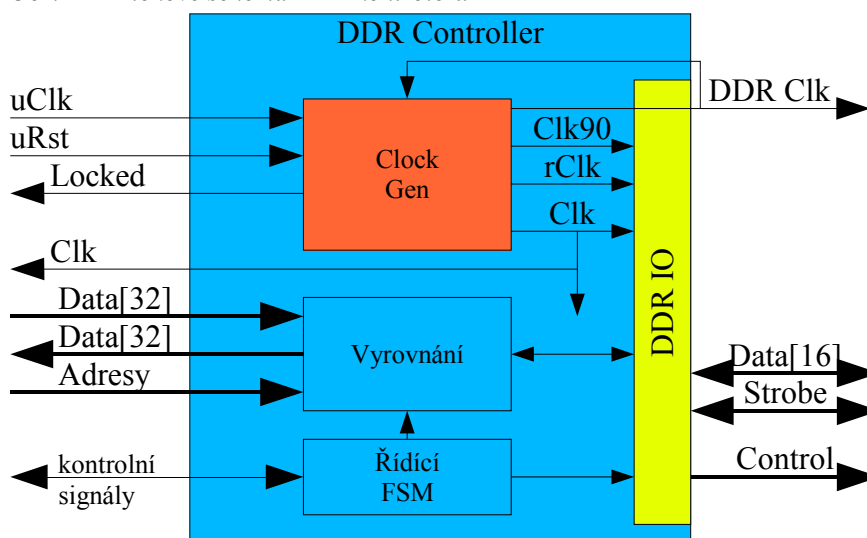 DDR Controller
uClk
uRst
Locked
Clk
Data[32]
Data[32]
Adresy
kontrolní
signály
Clock
Gen
Clk90
rClk
Clk
Vyrovnání
Řídící
FSM
DDR IO
DDR Clk
Data[16]
Strobe
Control